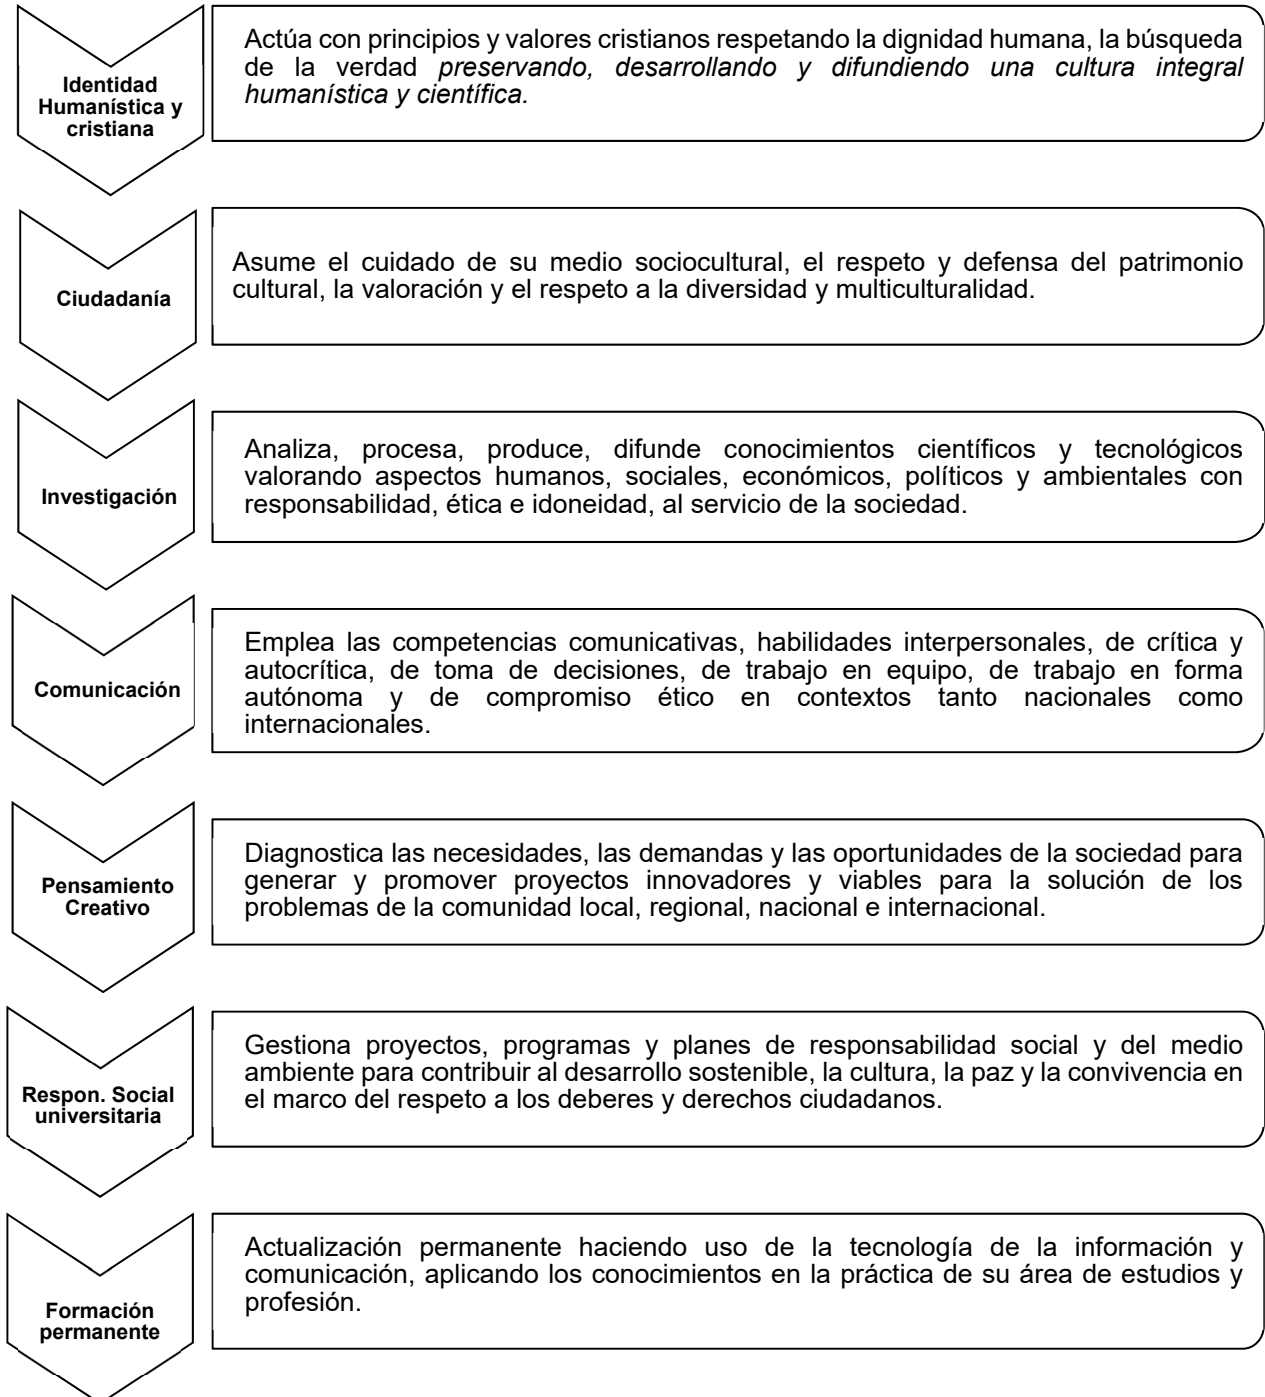 Identidad
Humanística y
cristiana
Actúa con principios y valores cristianos respetando la dignidad humana, la búsqueda
de la verdad preservando, desarrollando y difundiendo una cultura integral
humanística y científica.
Ciudadanía
Asume el cuidado de su medio sociocultural, el respeto y defensa del patrimonio
cultural, la valoración y el respeto a la diversidad y multiculturalidad.
Investigación
Analiza, procesa, produce, difunde conocimientos científicos y tecnológicos
valorando aspectos humanos, sociales, económicos, políticos y ambientales con
responsabilidad, ética e idoneidad, al servicio de la sociedad.
Comunicación
Emplea las competencias comunicativas, habilidades interpersonales, de crítica y
autocrítica, de toma de decisiones, de trabajo en equipo, de trabajo en forma
autónoma y de compromiso ético en contextos tanto nacionales como
internacionales.
Pensamiento
Creativo
Diagnostica las necesidades, las demandas y las oportunidades de la sociedad para
generar y promover proyectos innovadores y viables para la solución de los
problemas de la comunidad local, regional, nacional e internacional.
Respon. Social
universitaria
Gestiona proyectos, programas y planes de responsabilidad social y del medio
ambiente para contribuir al desarrollo sostenible, la cultura, la paz y la convivencia en
el marco del respeto a los deberes y derechos ciudadanos.
Formación
permanente
Actualización permanente haciendo uso de la tecnología de la información y
comunicación, aplicando los conocimientos en la práctica de su área de estudios y
profesión.